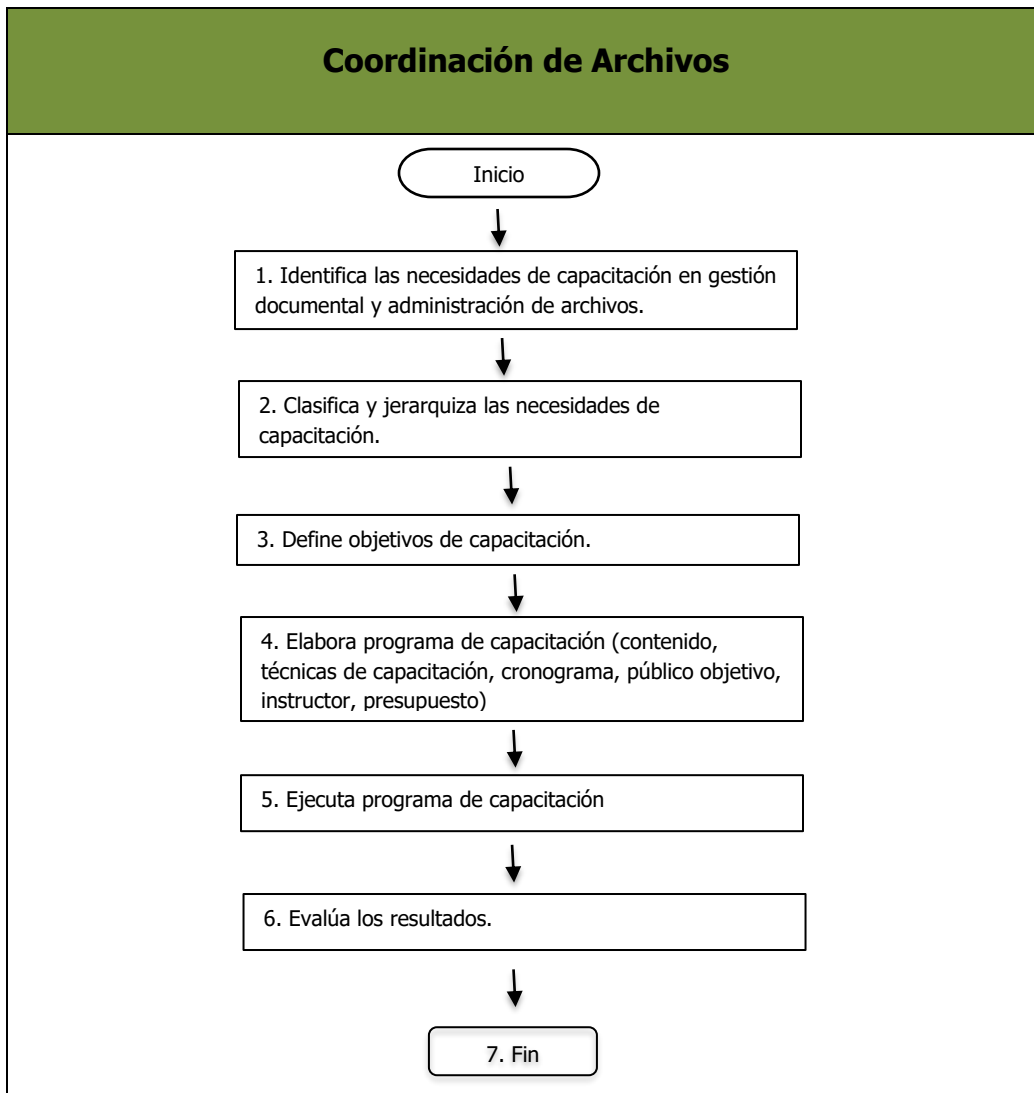 Coordinación de Archivos
Inicio
1. Identifica las necesidades de capacitación en gestión
documental y administración de archivos.
2. Clasifica y jerarquiza las necesidades de
capacitación.
3. Define objetivos de capacitación.
4. Elabora programa de capacitación (contenido,
técnicas de capacitación, cronograma, público objetivo,
instructor, presupuesto)
5. Ejecuta programa de capacitación
6. Evalúa los resultados.
7. Fin